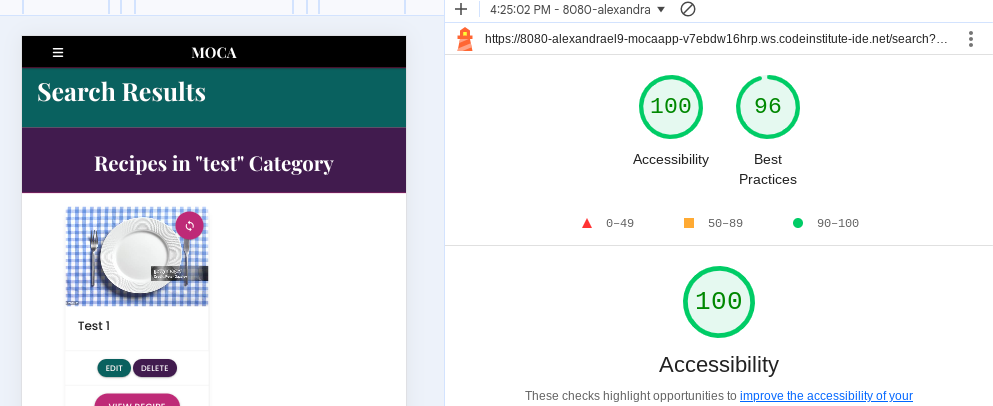 4:25:02 PM - 8080-alexandra
https://8080-alexandrael9-mocaapp-v7ebdw16hrp.ws.codeinstitute-ide.net/search?…
MOCA
Search Results
Recipes in "test" Category
Test 1
EDIT DELETE
VIEW RECIPE
100 96
Accessibility Best
Practices
0–49 50–89 90–100
100
Accessibility
These checks highlight opportunities to improve the accessibility of your